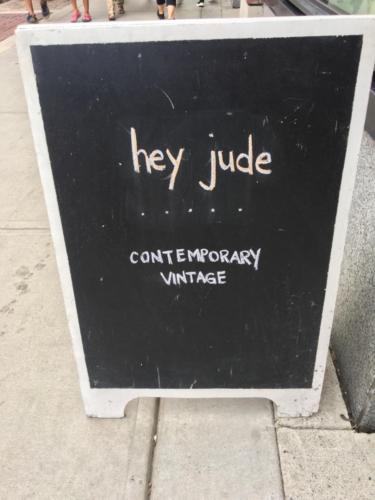 hey jude
. . . . .
CONTEMPORARY
VINTAGE